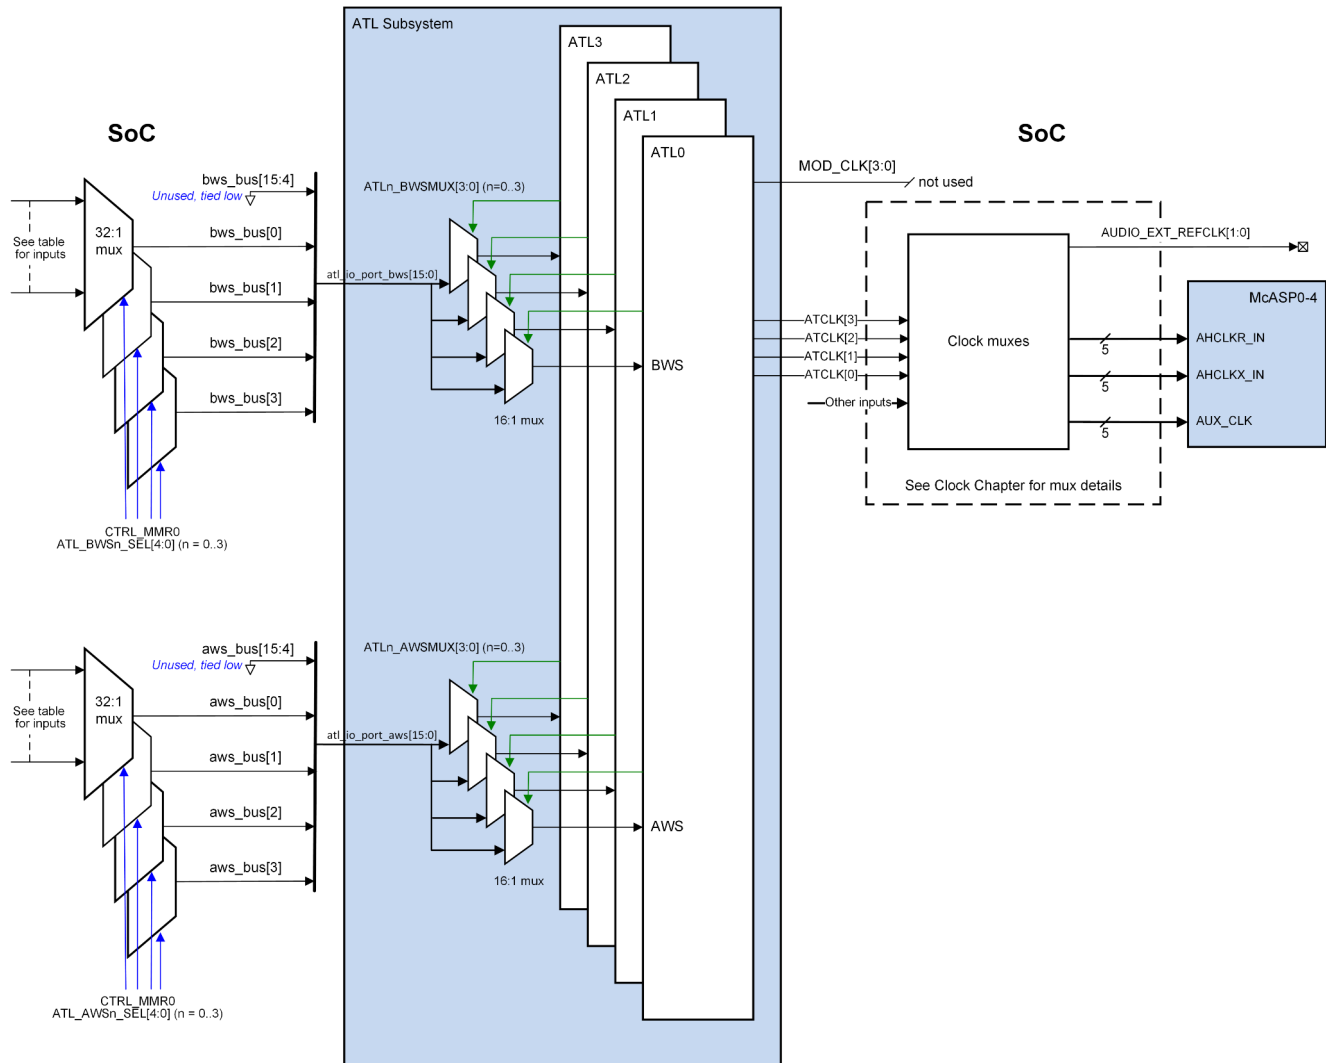 ATL Subsystem
ATL3
ATL2
ATL1
ATL0
SoC
SoC
MOD_CLK[3:0]
not used
bws_bus[15:4]
Unused, tied low
ATLn_BWSMUX[3:0] (n=0..3)
32:1
mux
See table
for inputs
bws_bus[0]
bws_bus[1]
bws_bus[2]
bws_bus[3]
atl_io_port_bws[15:0]
BWS
16:1 mux
CTRL_MMR0
ATL_BWSn_SEL[4:0] (n = 0..3)
AUDIO_EXT_REFCLK[1:0]
ATCLK[3]
ATCLK[2]
ATCLK[1]
ATCLK[0]
Other inputs
Clock muxes
5
5
5
McASP0-4
AHCLKR_IN
AHCLKX_IN
AUX_CLK
See Clock Chapter for mux details
aws_bus[15:4]
Unused, tied low
ATLn_AWSMUX[3:0] (n=0..3)
32:1
mux
See table
for inputs
aws_bus[0]
aws_bus[1]
aws_bus[2]
aws_bus[3]
atl_io_port_aws[15:0]
AWS
16:1 mux
CTRL_MMR0
ATL_AWSn_SEL[4:0] (n = 0..3)